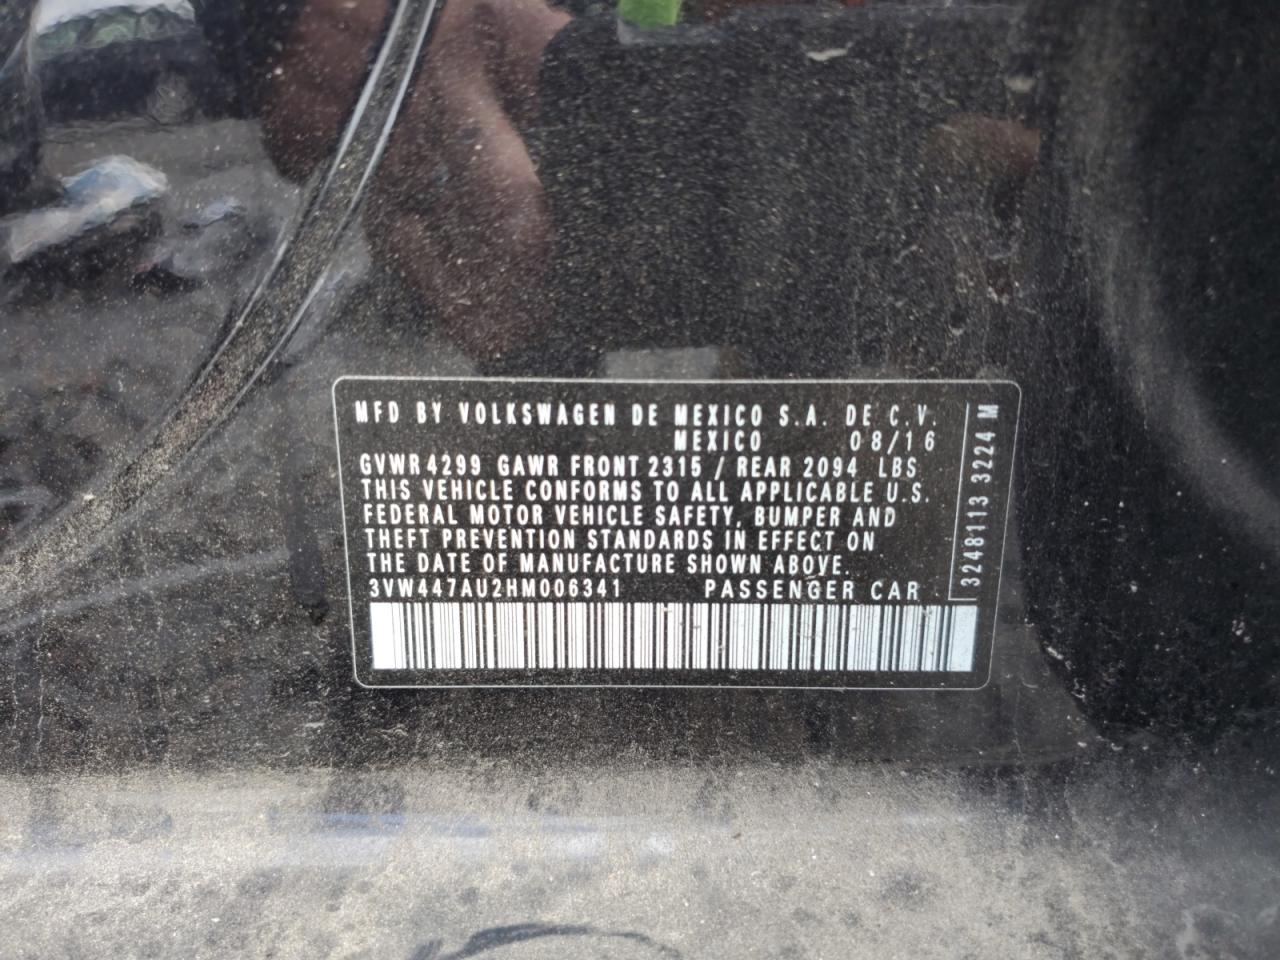 MFD BY VOLKSWAGEN DE MEXICO S.A. DE C.V.
MEXICO 08/16
GVWR 4299 GAWR FRONT 2315 / REAR 2094 LBS
THIS VEHICLE CONFORMS TO ALL APPLICABLE U.S.
FEDERAL MOTOR VEHICLE SAFETY, BUMPER AND
THEFT PREVENTION STANDARDS IN EFFECT ON
THE DATE OF MANUFACTURE SHOWN ABOVE.
3VW447AU2HM006341 PASSENGER CAR
3248113 3224 M